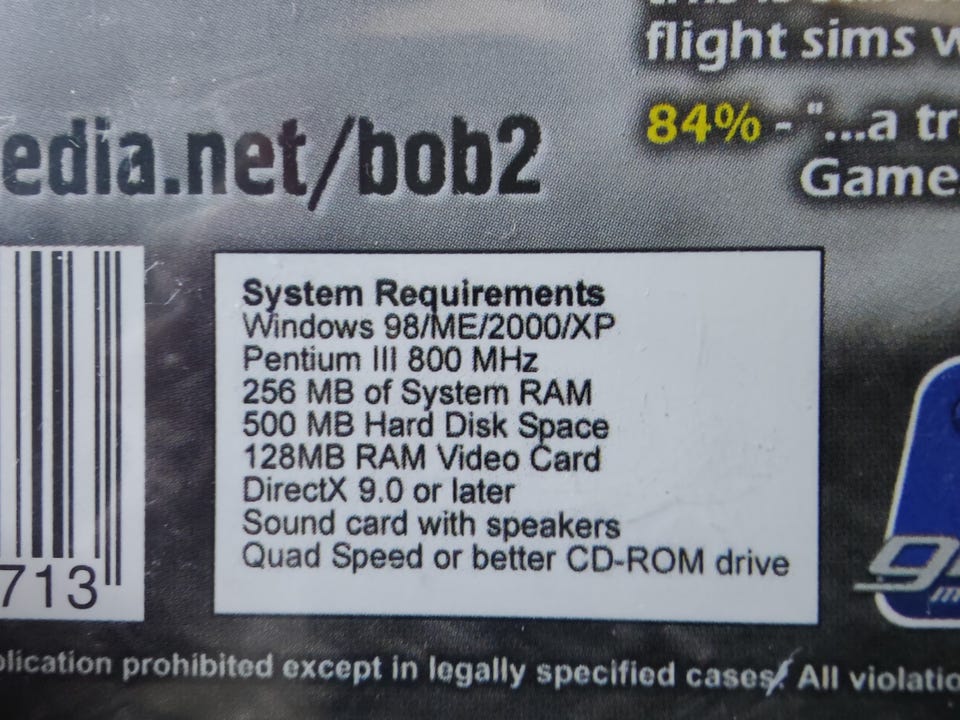 flight sims
84% - "...a
edia.net/bob2
Game
System Requirements
Windows 98/ME/2000/XP
Pentium III 800 MHz
256 MB of System RAM
500 MB Hard Disk Space
128MB RAM Video Card
DirectX 9.0 or later
Sound card with speakers
Quad Speed or better CD-ROM drive
713
plication prohibited except in legally specified cases. All violatio